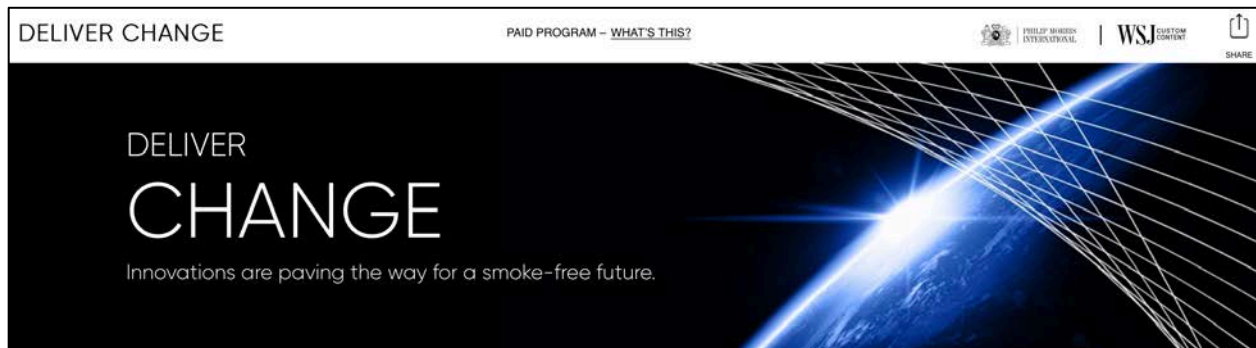 DELIVER CHANGE
PAID PROGRAM – WHAT'S THIS?
PHILIP MORRIS
INTERNATIONAL
WSJ CUSTOM
CONTENT
SHARE
DELIVER
CHANGE
Innovations are paving the way for a smoke-free future.